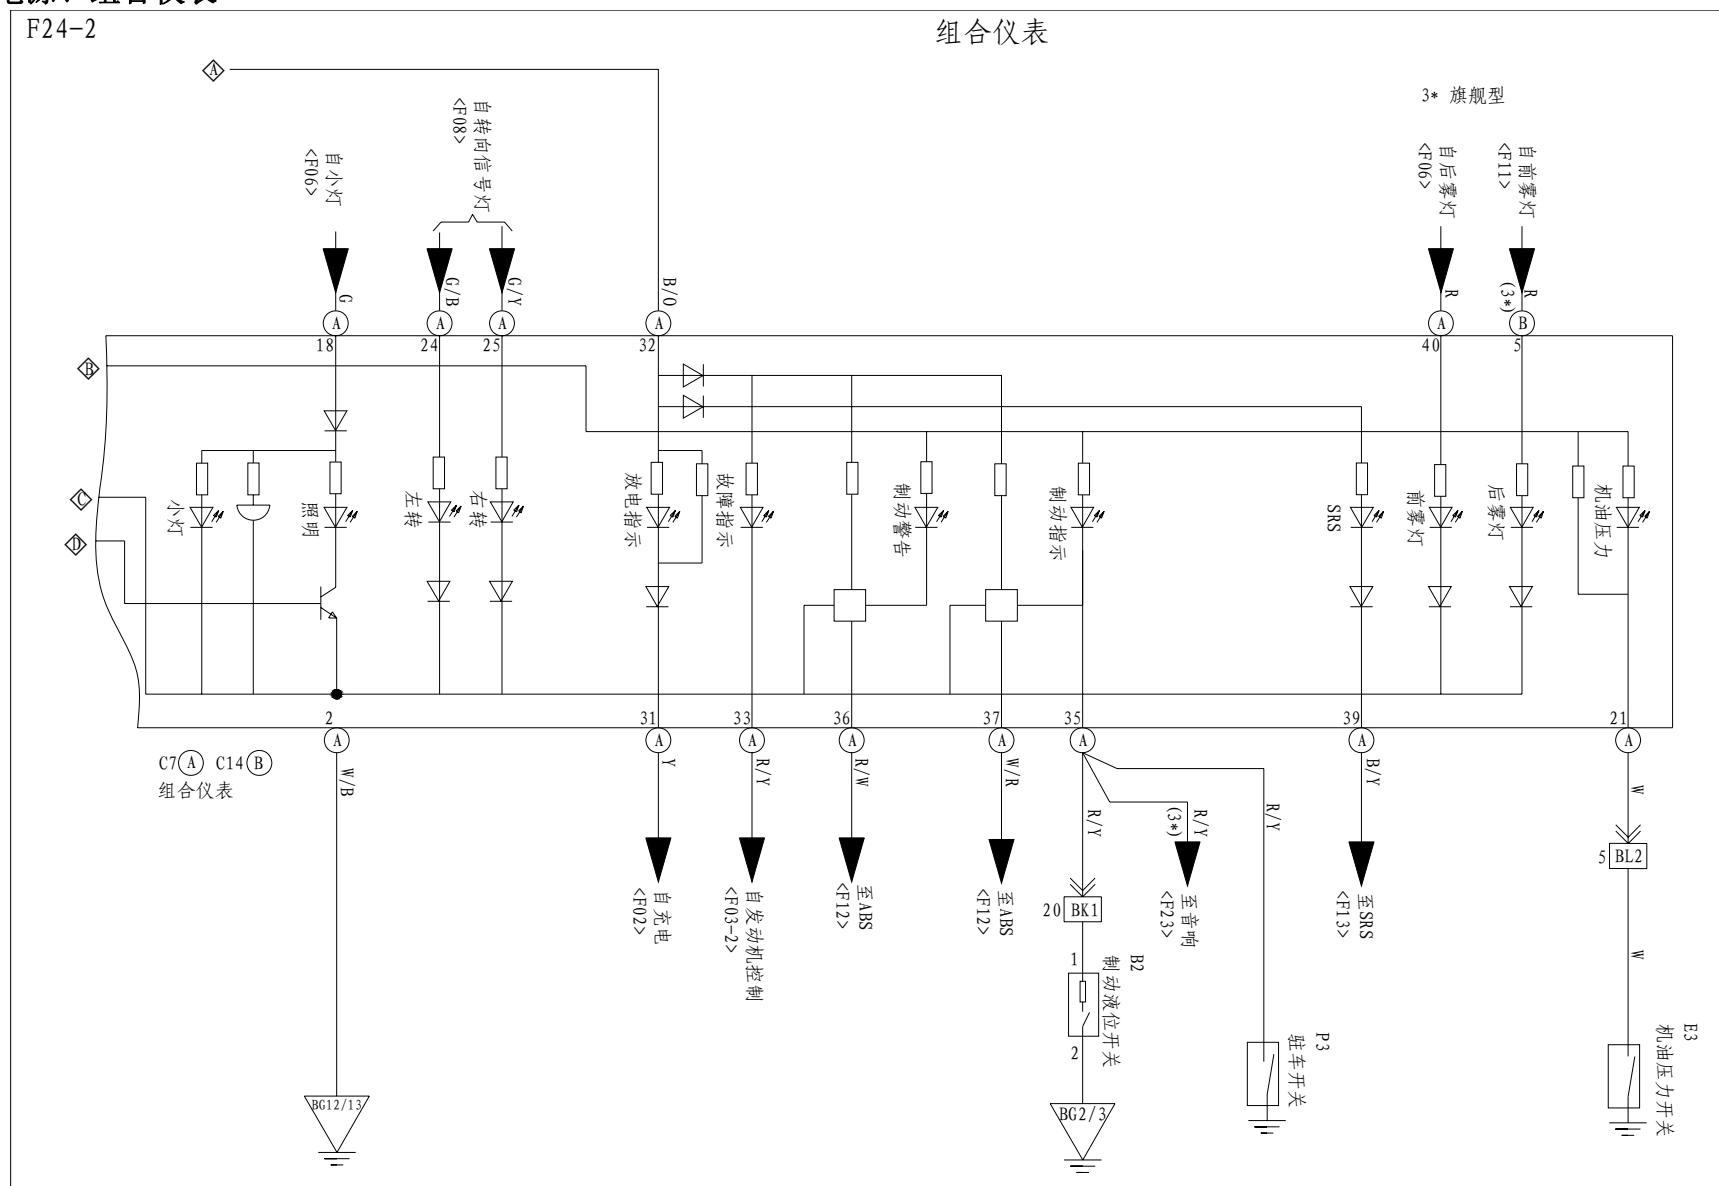 组合仪表
F24-2
组合仪表
A
3* 旗舰型
自小灯
<F06>
自转向信号灯
<F08>
自后雾灯
<F06>
自前雾灯
<F11>
G
G/B
G/Y
B/O
R
R
(3*)
A
A
A
A
A
B
18
24
25
32
40
5
B
C
D
小灯
照明
左转
右转
放电指示
故障指示
制动警告
制动指示
SRS
前雾灯
后雾灯
机油压力
2
31
33
36
37
35
39
21
A
A
A
A
A
A
A
A
C7 A C14 B
组合仪表
W/B
Y
R/Y
R/W
W/R
R/Y
R/Y
(3*)
R/Y
B/Y
W
5 BL2
W
自充电
<F02>
自发动机控制
<F03-2>
至ABS
<F12>
至ABS
<F12>
20 BK1
至音响
<F23>
至SRS
<F13>
1
2
B2
制动液位开关
P3
驻车开关
E3
机油压力开关
BG12/13
BG2/3